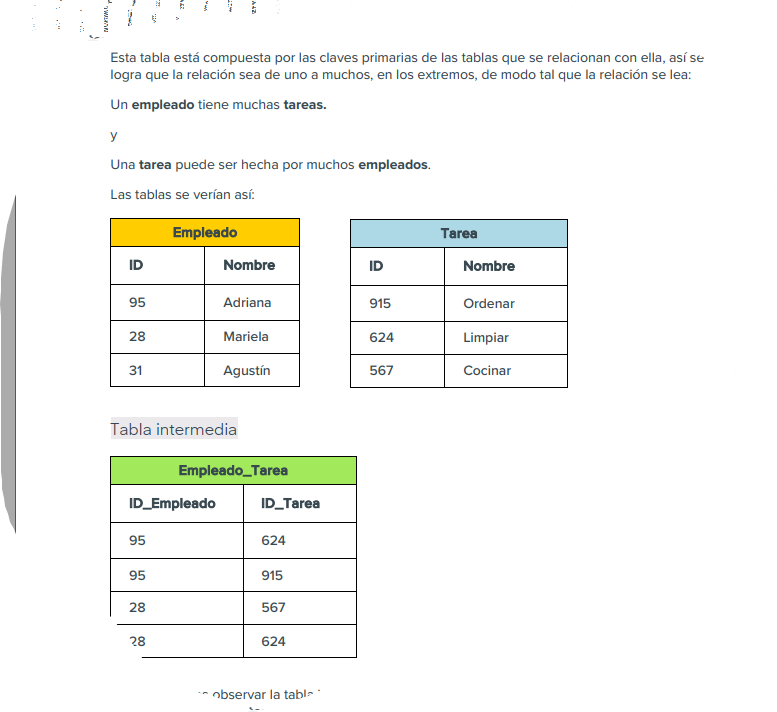 Esta tabla está compuesta por las claves primarias de las tablas que se relacionan con ella, así se
logra que la relación sea de uno a muchos, en los extremos, de modo tal que la relación se lea:
Un empleado tiene muchas tareas.
y
Una tarea puede ser hecha por muchos empleados.
Las tablas se verían así:
Empleado
ID Nombre
95 Adriana
28 Mariela
31 Agustín
Tarea
ID Nombre
915 Ordenar
624 Limpiar
567 Cocinar
Tabla intermedia
Empleado_Tarea
ID_Empleado ID_Tarea
95 624
95 915
28 567
28 624
observar la tabla